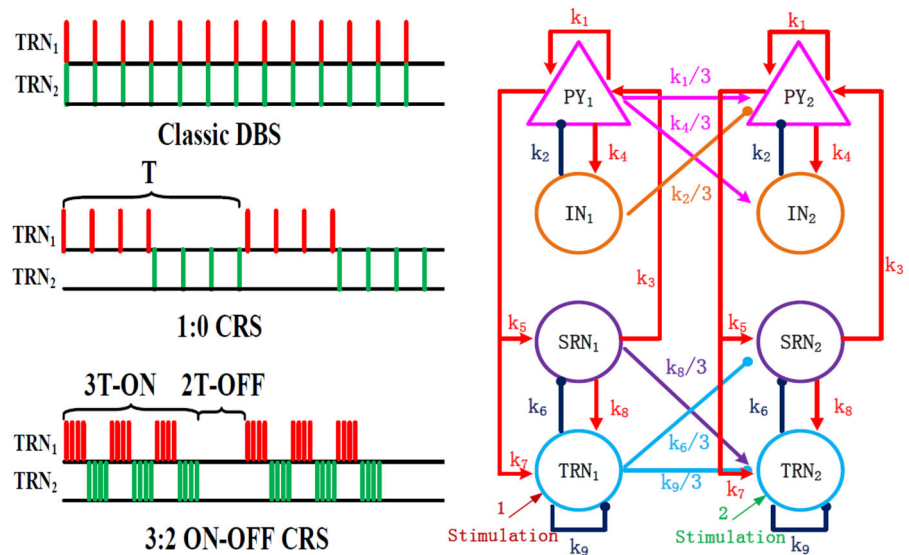 TRN₁
TRN₂
Classic DBS
T
TRN₁
TRN₂
1:0 CRS
3T-ON 2T-OFF
TRN₁
TRN₂
3:2 ON-OFF CRS
k₁ k₁
PY₁ k₁/3 PY₂
k₄/3
k₂ k₄ k₂ k₄
k₂/3
IN₁ IN₂
k₃ k₃
k₅ k₅
SRN₁ SRN₂
k₈/3
k₆ k₈ k₆ k₈
k₆/3
k₇ TRN₁ k₉/3 k₇ TRN₂
1 2
Stimulation Stimulation
k₉ k₉